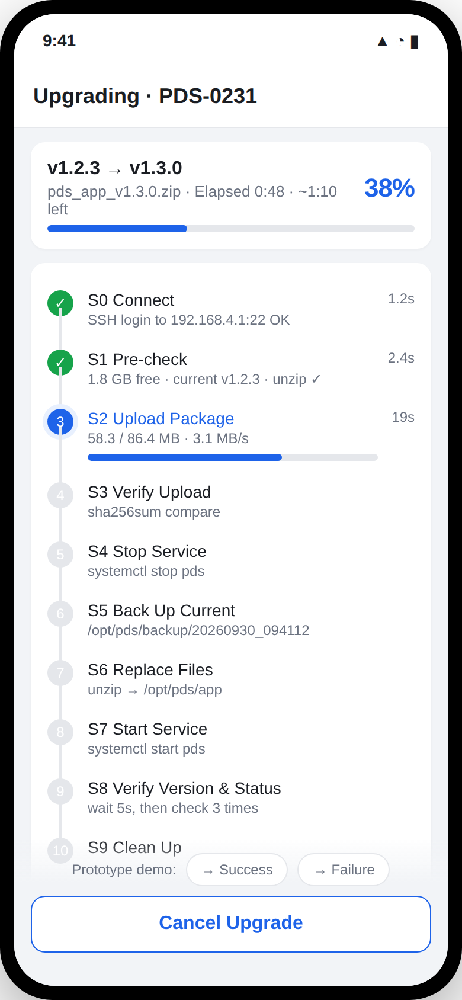 9:41
Upgrading · PDS-0231
v1.2.3 → v1.3.0
pds_app_v1.3.0.zip · Elapsed 0:48 · ~1:10
left
38%
✓ S0 Connect 1.2s
SSH login to 192.168.4.1:22 OK
✓ S1 Pre-check 2.4s
1.8 GB free · current v1.2.3 · unzip ✓
3 S2 Upload Package 19s
58.3 / 86.4 MB · 3.1 MB/s
4 S3 Verify Upload
sha256sum compare
5 S4 Stop Service
systemctl stop pds
6 S5 Back Up Current
/opt/pds/backup/20260930_094112
7 S6 Replace Files
unzip → /opt/pds/app
8 S7 Start Service
systemctl start pds
9 S8 Verify Version & Status
wait 5s, then check 3 times
10 S9 Clean Up
Prototype demo: → Success → Failure
Cancel Upgrade